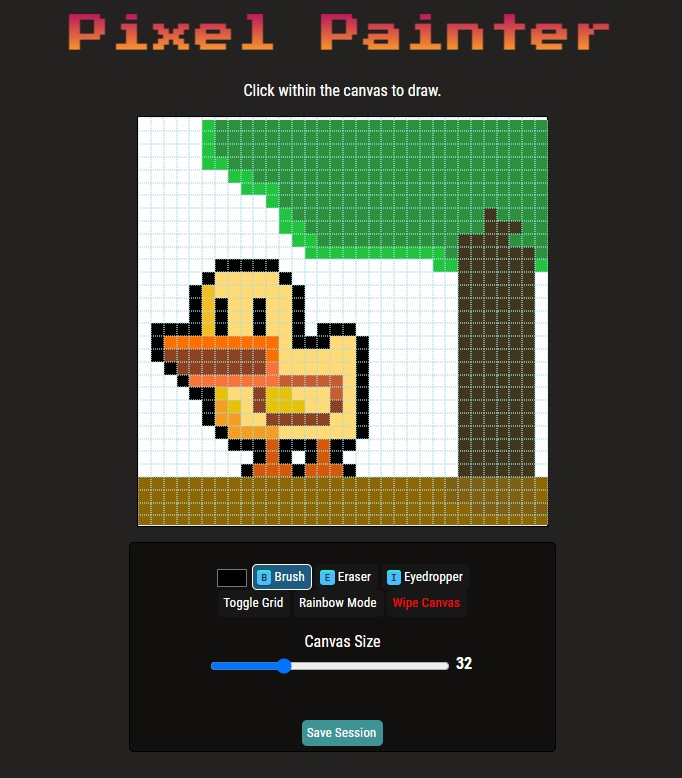 Pixel Painter
Click within the canvas to draw.
B Brush E Eraser I Eyedropper
Toggle Grid Rainbow Mode Wipe Canvas
Canvas Size
32
Save Session